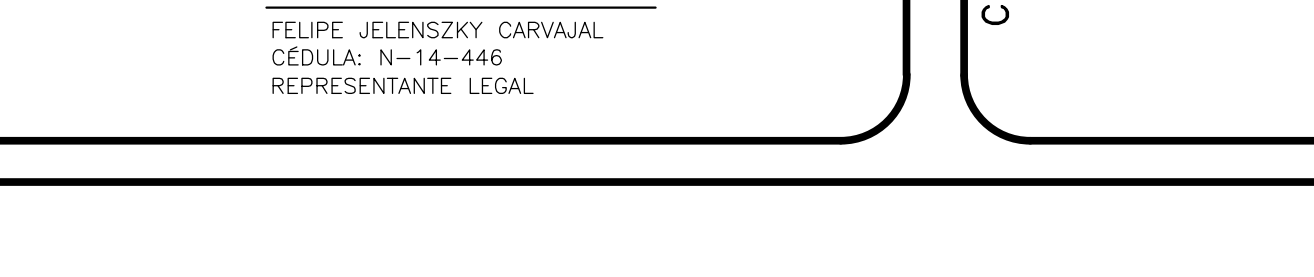 FELIPE JELENSZKY CARVAJAL
CÉDULA: N-14-446
REPRESENTANTE LEGAL
C